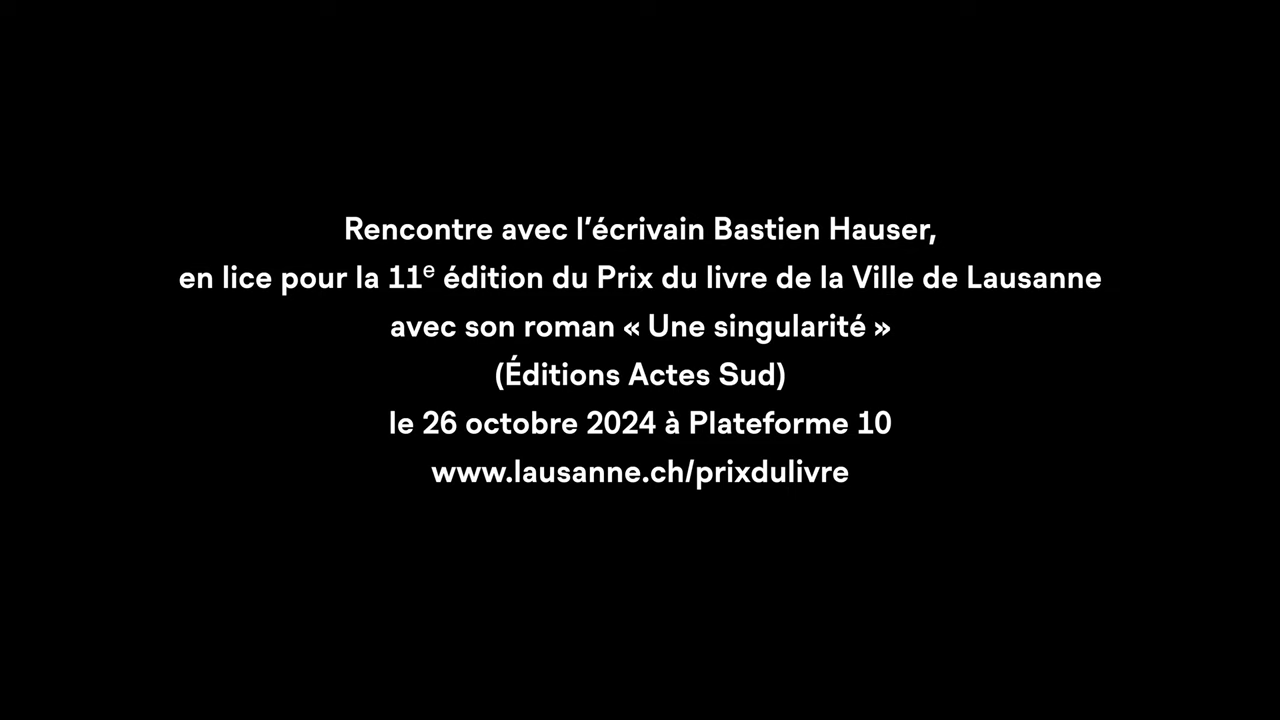 Rencontre avec l’écrivain Bastien Hauser,
en lice pour la 11e édition du Prix du livre de la Ville de Lausanne
avec son roman « Une singularité »
(Éditions Actes Sud)
le 26 octobre 2024 à Plateforme 10
www.lausanne.ch/prixdulivre